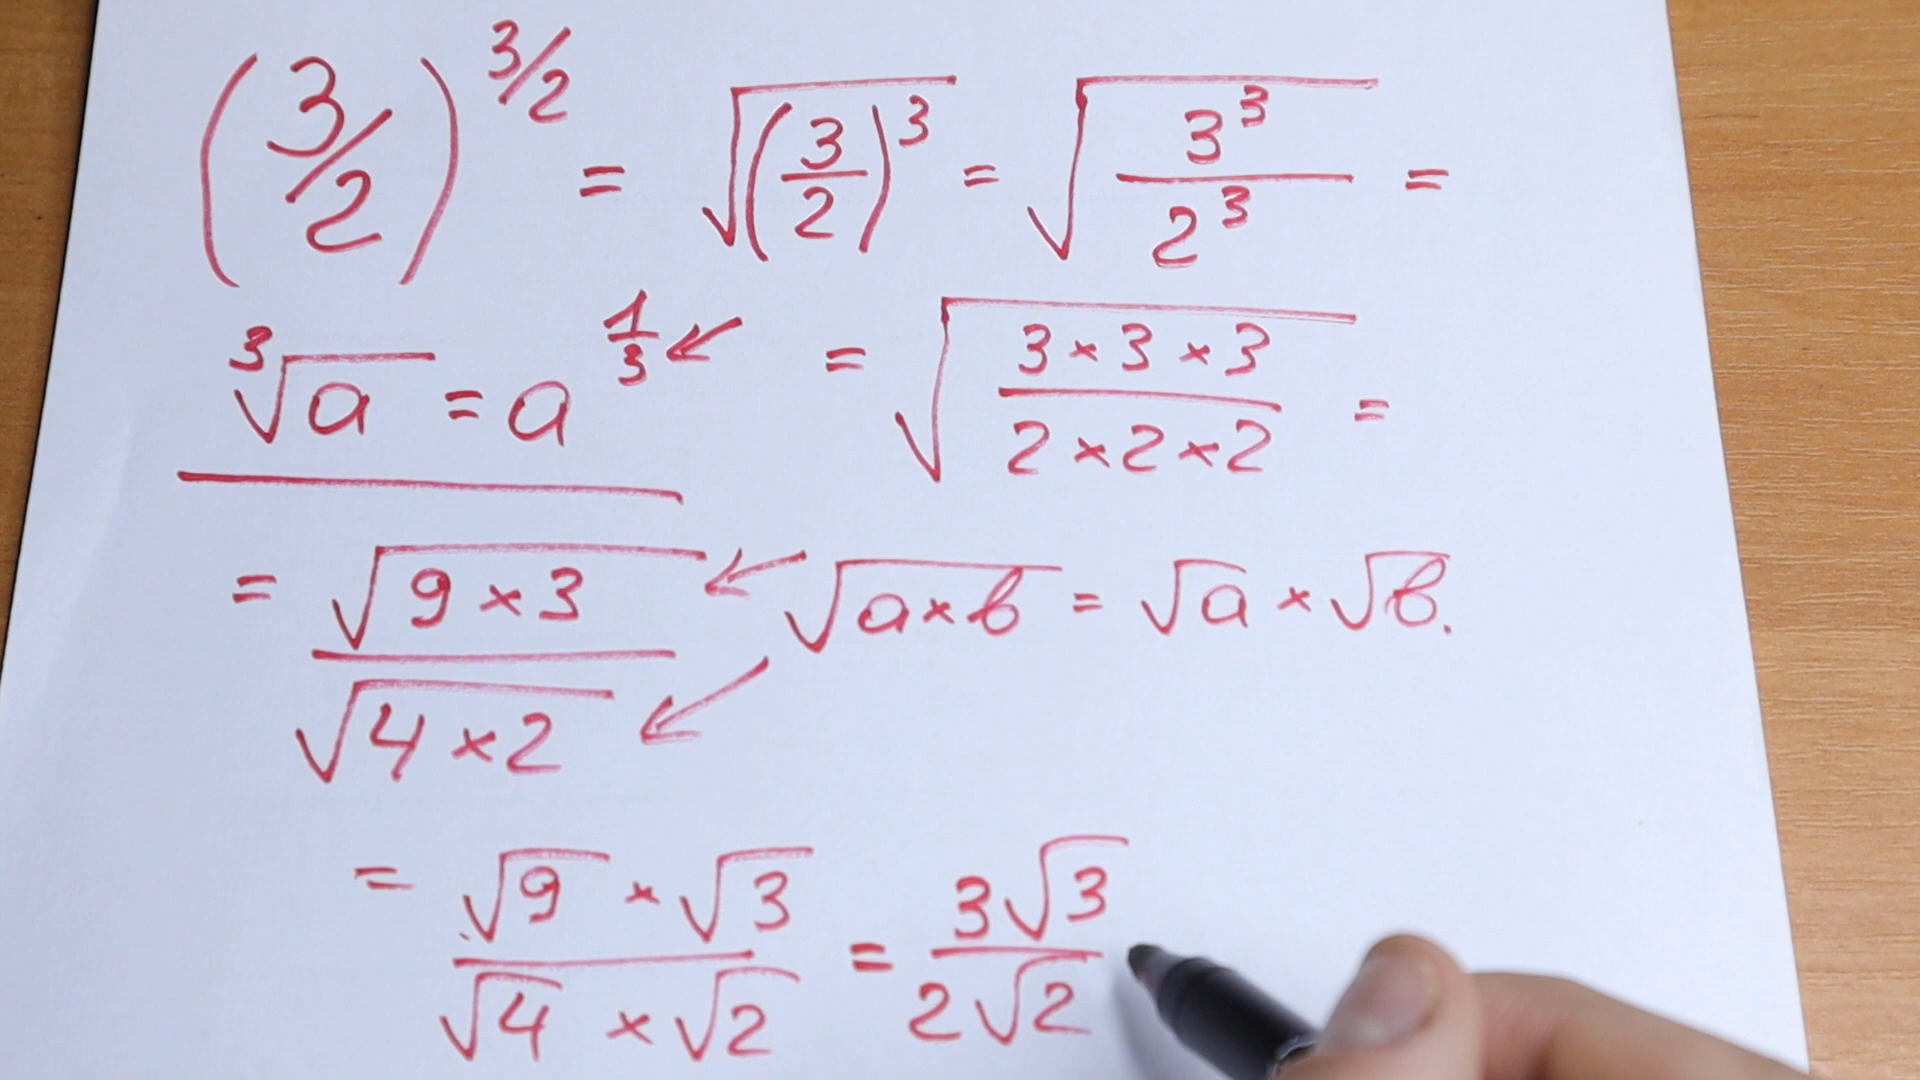 (3/2)^{3/2} = √((3/2)^3) = √(3^3/2^3) =
∛a = a^{1/3} ← = √((3×3×3)/(2×2×2)) =
= √(9×3)/√(4×2) ← ← √(a×b) = √a × √b.
= (√9 × √3)/(√4 × √2) = 3√3/2√2